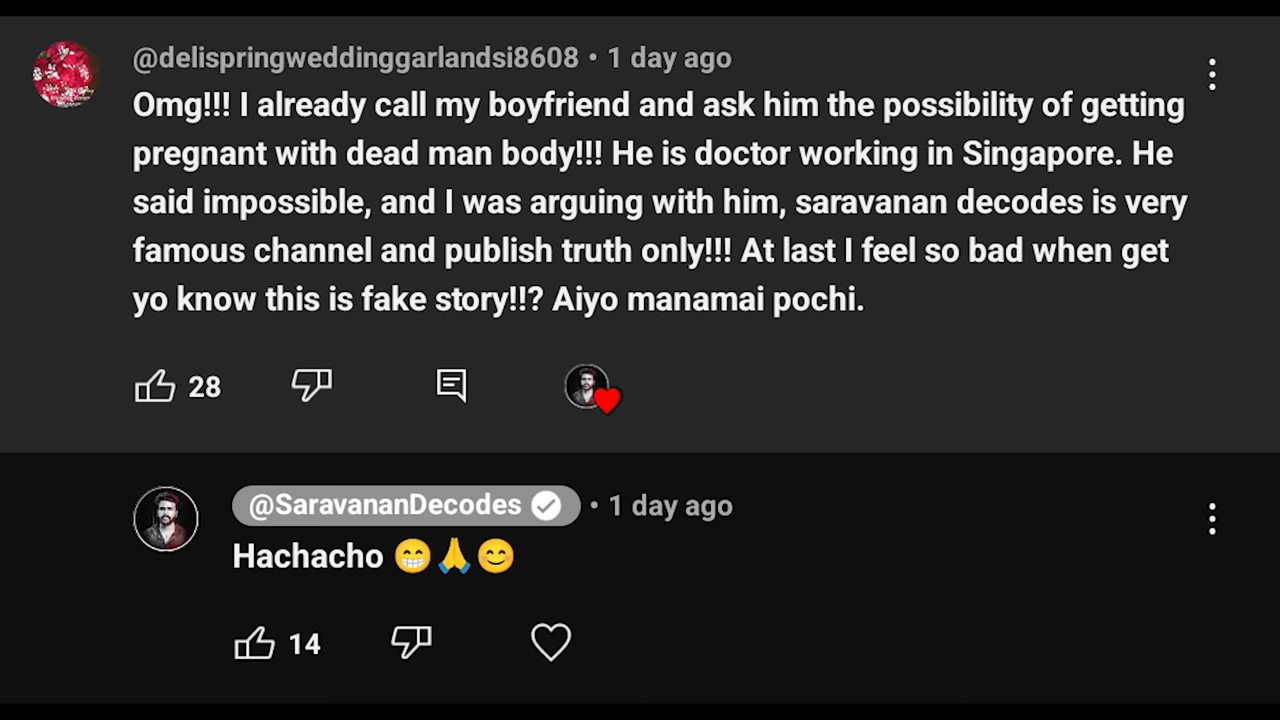 @delispringweddinggarlandsi8608 • 1 day ago
Omg!!! I already call my boyfriend and ask him the possibility of getting
pregnant with dead man body!!! He is doctor working in Singapore. He
said impossible, and I was arguing with him, saravanan decodes is very
famous channel and publish truth only!!! At last I feel so bad when get
yo know this is fake story!!? Aiyo manamai pochi.
28
@SaravananDecodes • 1 day ago
Hachacho 😁🙏😊
14